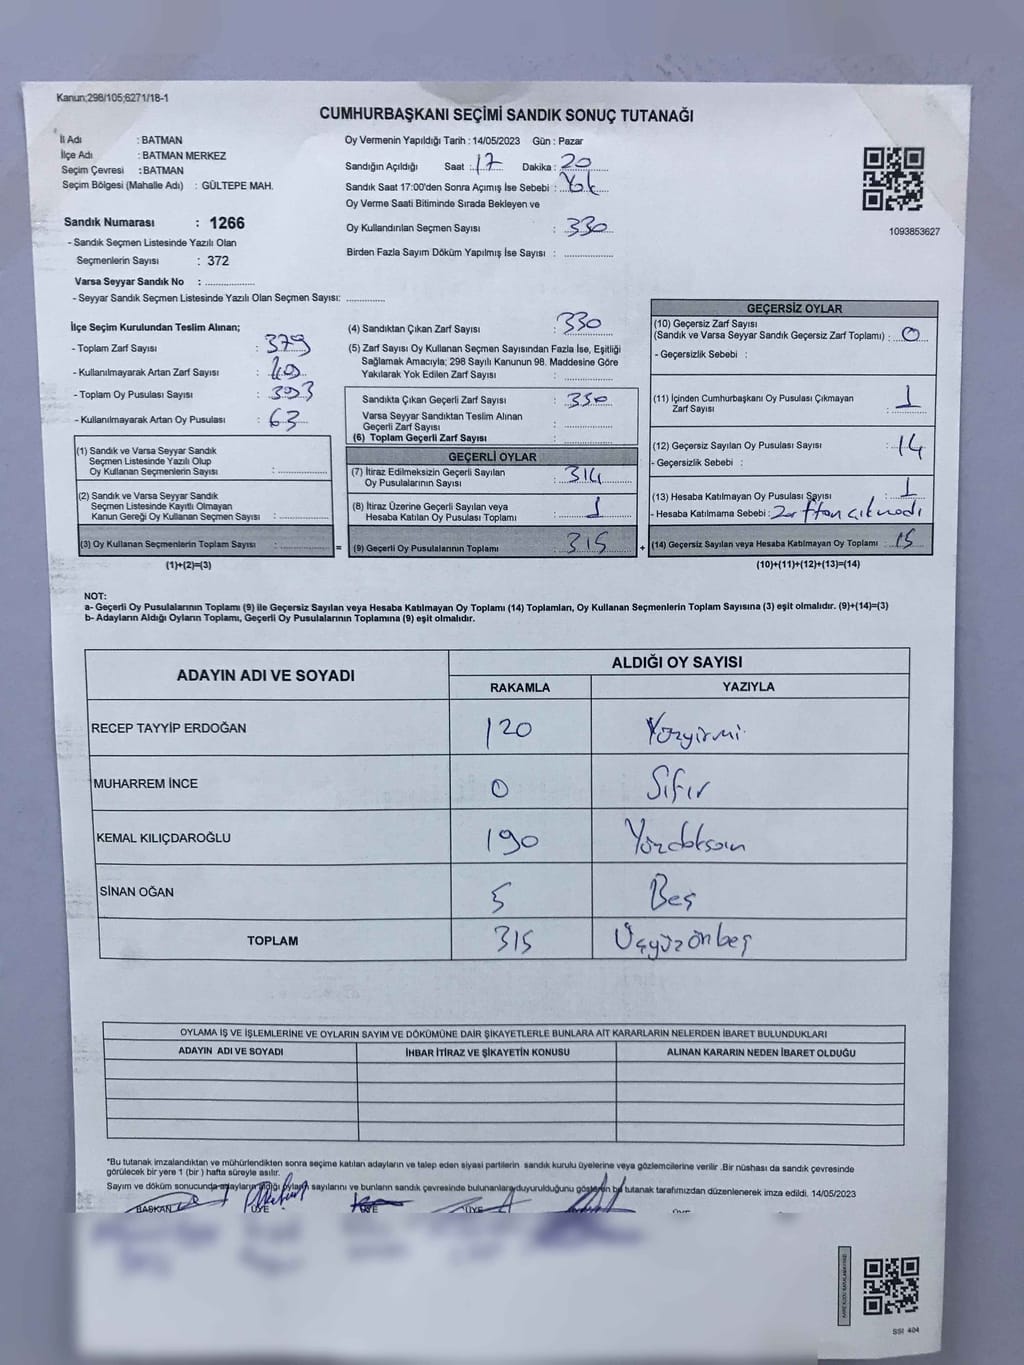 Kanun;298/105;6271/18-1
CUMHURBAŞKANI SEÇİMİ SANDIK SONUÇ TUTANAĞI
İl Adı : BATMAN
İlçe Adı : BATMAN MERKEZ
Seçim Çevresi : BATMAN
Seçim Bölgesi (Mahalle Adı) : GÜLTEPE MAH.
Sandık Numarası : 1266
- Sandık Seçmen Listesinde Yazılı Olan
Seçmenlerin Sayısı : 372
Varsa Seyyar Sandık No : ..............
- Seyyar Sandık Seçmen Listesinde Yazılı Olan Seçmen Sayısı: ..............
Oy Vermenin Yapıldığı Tarih : 14/05/2023 Gün : Pazar
Sandığın Açıldığı Saat : 17 Dakika : 20
Sandık Saat 17:00'den Sonra Açımış İse Sebebi : Yok
Oy Verme Saati Bitiminde Sırada Bekleyen ve
Oy Kullandırılan Seçmen Sayısı : 330
Birden Fazla Sayım Döküm Yapılmış İse Sayısı : ..............
1093853627
İlçe Seçim Kurulundan Teslim Alınan;
- Toplam Zarf Sayısı : 379
- Kullanılmayarak Artan Zarf Sayısı : 49
- Toplam Oy Pusulası Sayısı : 393
- Kullanılmayarak Artan Oy Pusulası : 63
(1) Sandık ve Varsa Seyyar Sandık
Seçmen Listesinde Yazılı Olup
Oy Kullanan Seçmenlerin Sayısı : ..............
(2) Sandık ve Varsa Seyyar Sandık
Seçmen Listesinde Kayıtlı Olmayan
Kanun Gereği Oy Kullanan Seçmen Sayısı : ..............
(3) Oy Kullanan Seçmenlerin Toplam Sayısı : ..............
(1)+(2)=(3)
=
(4) Sandıktan Çıkan Zarf Sayısı : 330
(5) Zarf Sayısı Oy Kullanan Seçmen Sayısından Fazla İse, Eşitliği
Sağlamak Amacıyla; 298 Sayılı Kanunun 98. Maddesine Göre
Yakılarak Yok Edilen Zarf Sayısı : ..............
Sandıkta Çıkan Geçerli Zarf Sayısı : 330
Varsa Seyyar Sandıktan Teslim Alınan
Geçerli Zarf Sayısı : ..............
(6) Toplam Geçerli Zarf Sayısı : ..............
GEÇERLİ OYLAR
(7) İtiraz Edilmeksizin Geçerli Sayılan
Oy Pusulalarının Sayısı : 314
(8) İtiraz Üzerine Geçerli Sayılan veya
Hesaba Katılan Oy Pusulası Toplamı : 1
(9) Geçerli Oy Pusulalarının Toplamı : 315
+
GEÇERSİZ OYLAR
(10) Geçersiz Zarf Sayısı
(Sandık ve Varsa Seyyar Sandık Geçersiz Zarf Toplamı) : 0
- Geçersizlik Sebebi :
(11) İçinden Cumhurbaşkanı Oy Pusulası Çıkmayan
Zarf Sayısı : 1
(12) Geçersiz Sayılan Oy Pusulası Sayısı : 14
- Geçersizlik Sebebi :
(13) Hesaba Katılmayan Oy Pusulası Sayısı : 1
- Hesaba Katılmama Sebebi : Zarftan çıkmadı
(14) Geçersiz Sayılan veya Hesaba Katılmayan Oy Toplamı : 15
(10)+(11)+(12)+(13)=(14)
NOT:
a- Geçerli Oy Pusulalarının Toplamı (9) ile Geçersiz Sayılan veya Hesaba Katılmayan Oy Toplamı (14) Toplamları, Oy Kullanan Seçmenlerin Toplam Sayısına (3) eşit olmalıdır. (9)+(14)=(3)
b- Adayların Aldığı Oyların Toplamı, Geçerli Oy Pusulalarının Toplamına (9) eşit olmalıdır.
ADAYIN ADI VE SOYADI ALDIĞI OY SAYISI
RAKAMLA YAZIYLA
RECEP TAYYİP ERDOĞAN 120 Yüzyirmi
MUHARREM İNCE 0 Sıfır
KEMAL KILIÇDAROĞLU 190 Yüzdoksan
SİNAN OĞAN 5 Beş
TOPLAM 315 Üçyüzonbeş
OYLAMA İŞ VE İŞLEMLERİNE VE OYLARIN SAYIM VE DÖKÜMÜNE DAİR ŞİKAYETLERLE BUNLARA AİT KARARLARIN NELERDEN İBARET BULUNDUKLARI
ADAYIN ADI VE SOYADI İHBAR İTİRAZ VE ŞİKAYETİN KONUSU ALINAN KARARIN NEDEN İBARET OLDUĞU
*Bu tutanak imzalandıktan ve mühürlendikten sonra seçime katılan adayların ve talep eden siyasi partilerin sandık kurulu üyelerine veya gözlemcilerine verilir .Bir nüshası da sandık çevresinde
görülecek bir yere 1 (bir ) hafta süreyle asılır.
Sayım ve döküm sonucunda adayların aldığı oyların sayılarını ve bunların sandık çevresinde bulunanlara duyurulduğunu gösteren bu tutanak tarafımızdan düzenlenerek imza edildi. 14/05/2023
BAŞKAN ÜYE ÜYE ÜYE
SSI 404